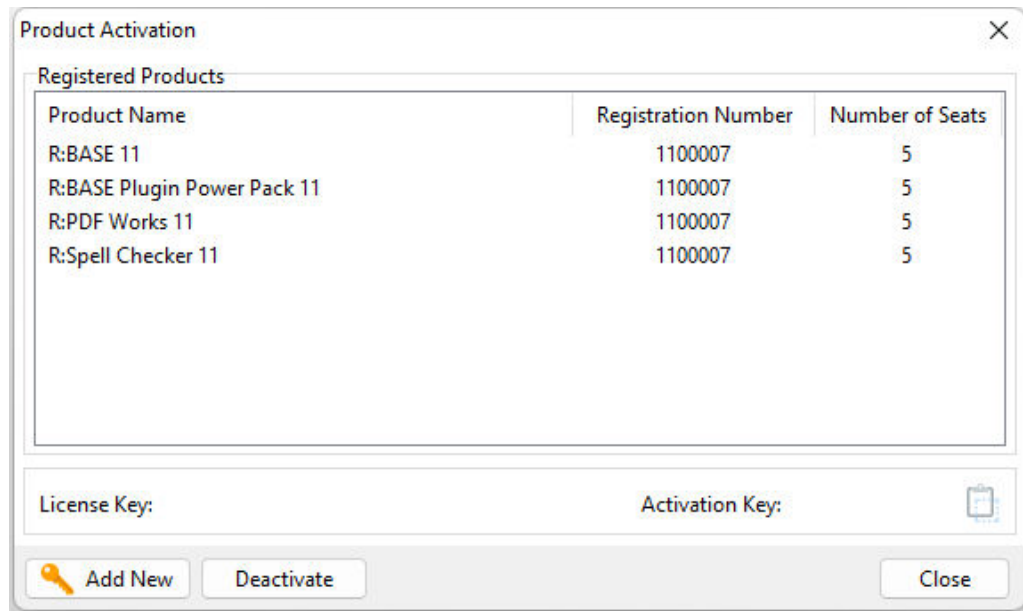 Product Activation
Registered Products
Product Name Registration Number Number of Seats
R:BASE 11 1100007 5
R:BASE Plugin Power Pack 11 1100007 5
R:PDF Works 11 1100007 5
R:Spell Checker 11 1100007 5
License Key: Activation Key:
Add New Deactivate Close